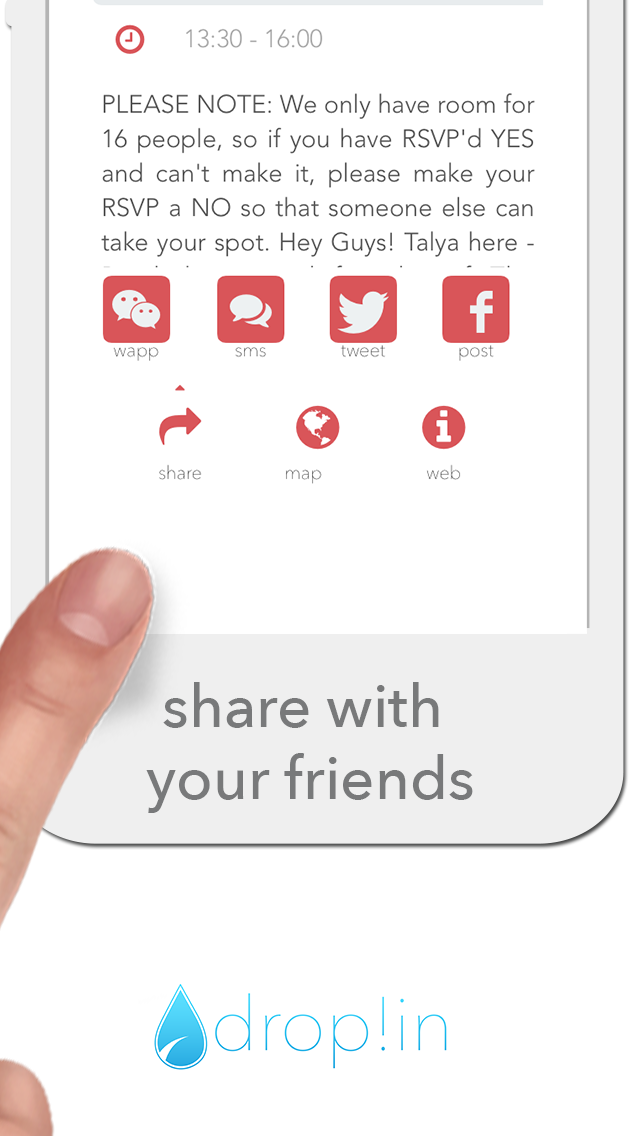 13:30 - 16:00
PLEASE NOTE: We only have room for
16 people, so if you have RSVP'd YES
and can't make it, please make your
RSVP a NO so that someone else can
take your spot. Hey Guys! Talya here -
wapp sms tweet post
share map web
share with
your friends
drop!in